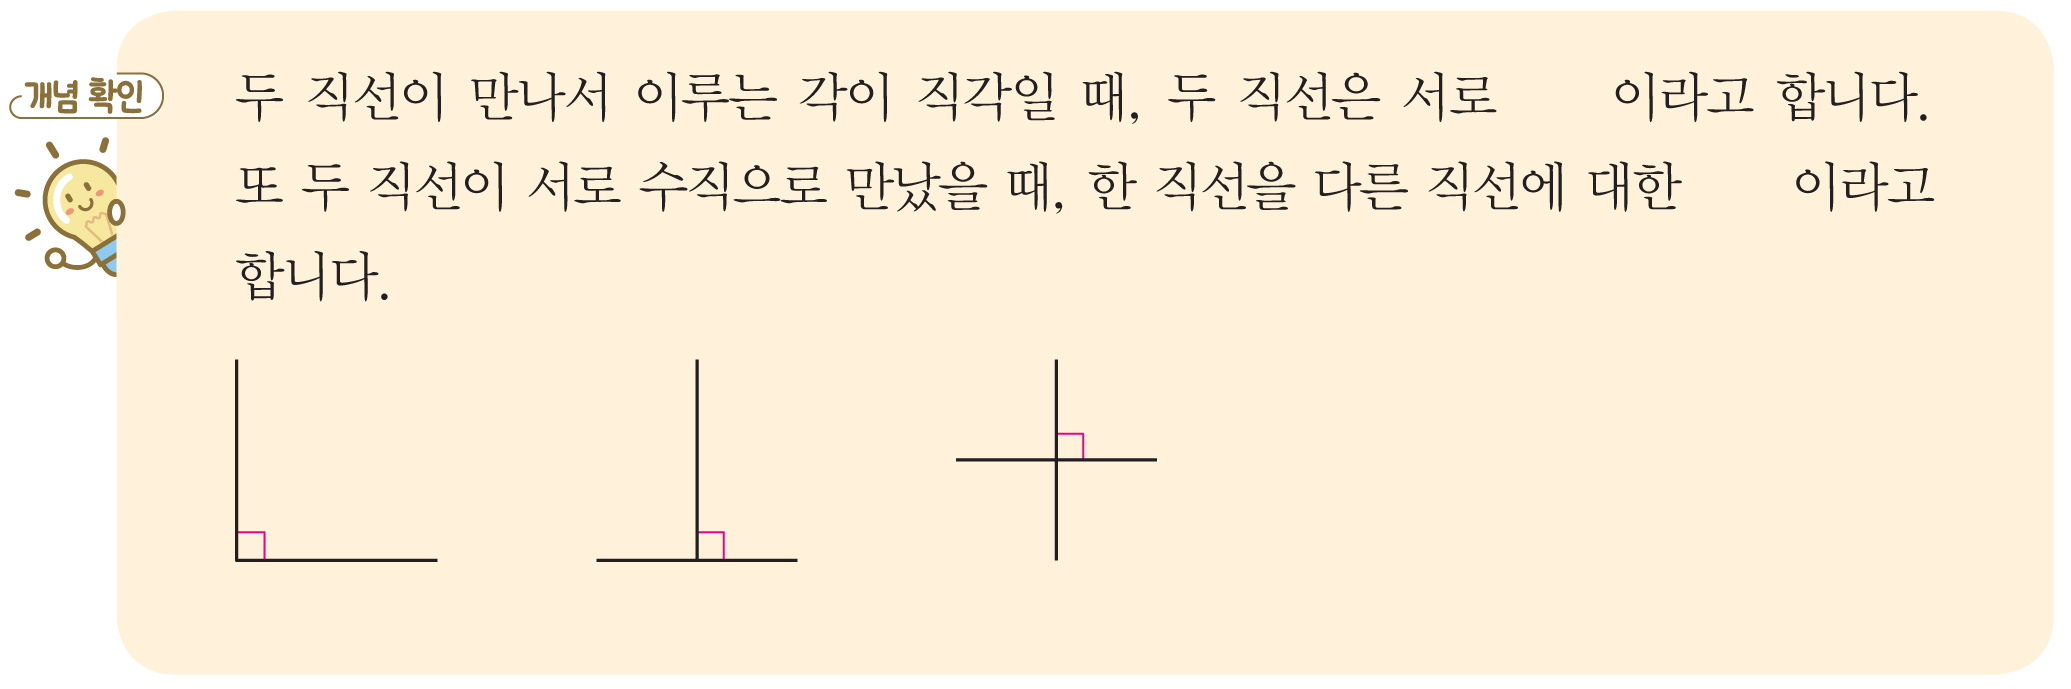 개념 확인
두 직선이 만나서 이루는 각이 직각일 때, 두 직선은 서로 이라고 합니다.
또 두 직선이 서로 수직으로 만났을 때, 한 직선을 다른 직선에 대한 이라고
합니다.